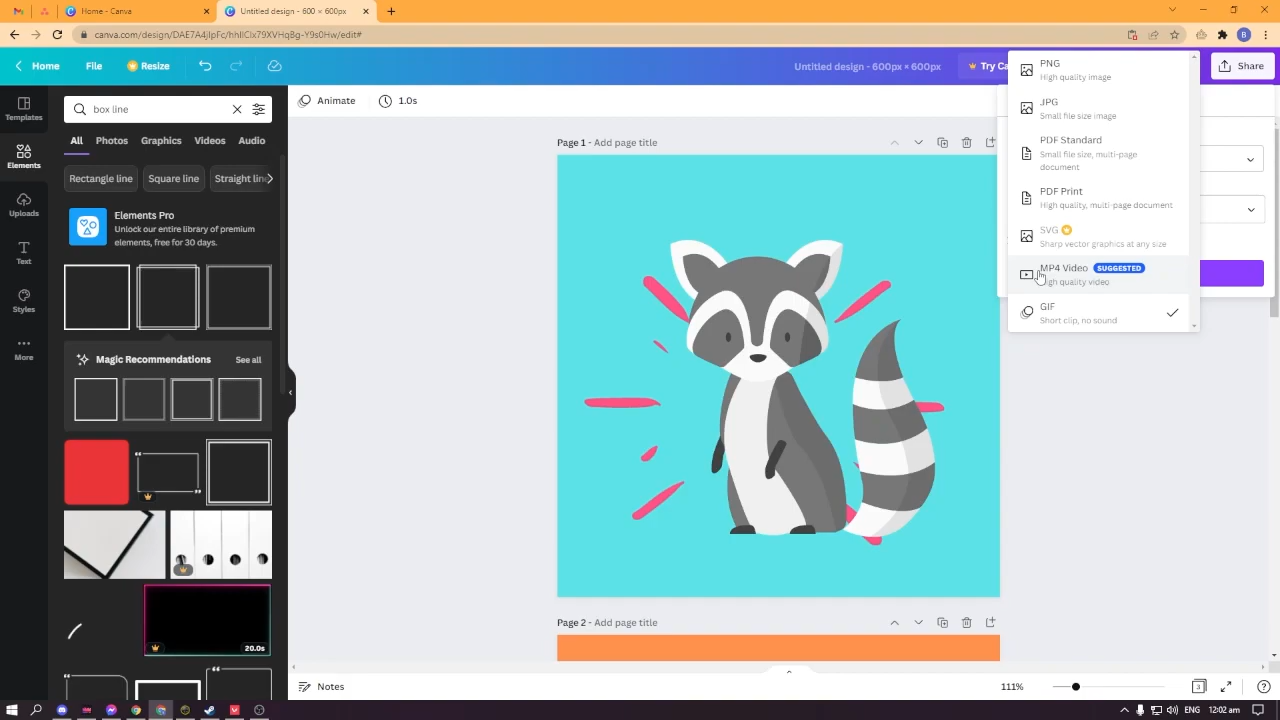 Home - Canva
Untitled design - 600 × 600px
canva.com/design/DAE7A4jIpFc/hhIlCIx79XVHqBg-Y9s0Hw/edit#
B
Home
File
Resize
Untitled design - 600px × 600px
Try Ca
Share
Templates
Elements
Uploads
Text
Styles
More
box line
All
Photos
Graphics
Videos
Audio
Rectangle line
Square line
Straight line
Elements Pro
Unlock our entire library of premium
elements, free for 30 days.
Magic Recommendations
See all
20.0s
Animate
1.0s
Page 1 - Add page title
Page 2 - Add page title
PNG
High quality image
JPG
Small file size image
PDF Standard
Small file size, multi-page
document
PDF Print
High quality, multi-page document
SVG
Sharp vector graphics at any size
MP4 Video SUGGESTED
High quality video
GIF
Short clip, no sound
Notes
111%
3
ENG
12:02 am